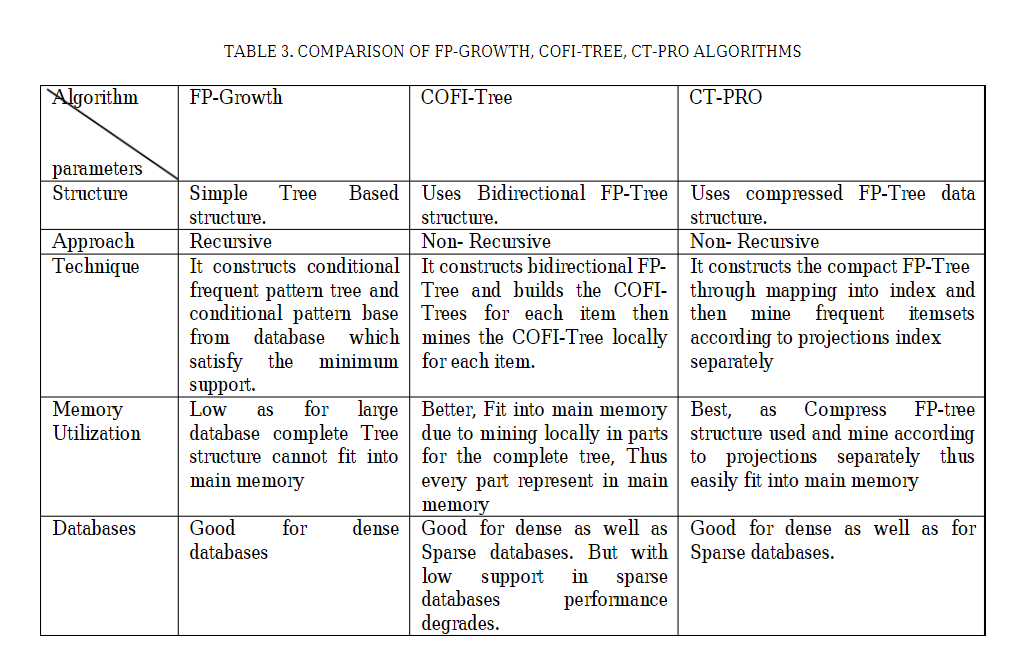 TABLE 3. COMPARISON OF FP-GROWTH, COFI-TREE, CT-PRO ALGORITHMS
Algorithm
parameters
FP-Growth
COFI-Tree
CT-PRO
Structure
Simple Tree Based
structure.
Uses Bidirectional FP-Tree
structure.
Uses compressed FP-Tree data
structure.
Approach
Recursive
Non- Recursive
Non- Recursive
Technique
It constructs conditional
frequent pattern tree and
conditional pattern base
from database which
satisfy the minimum
support.
It constructs bidirectional FP-
Tree and builds the COFI-
Trees for each item then
mines the COFI-Tree locally
for each item.
It constructs the compact FP-Tree
through mapping into index and
then mine frequent itemsets
according to projections index
separately
Memory
Utilization
Low as for large
database complete Tree
structure cannot fit into
main memory
Better, Fit into main memory
due to mining locally in parts
for the complete tree, Thus
every part represent in main
memory
Best, as Compress FP-tree
structure used and mine according
to projections separately thus
easily fit into main memory
Databases
Good for dense
databases
Good for dense as well as
Sparse databases. But with
low support in sparse
databases performance
degrades.
Good for dense as well as for
Sparse databases.